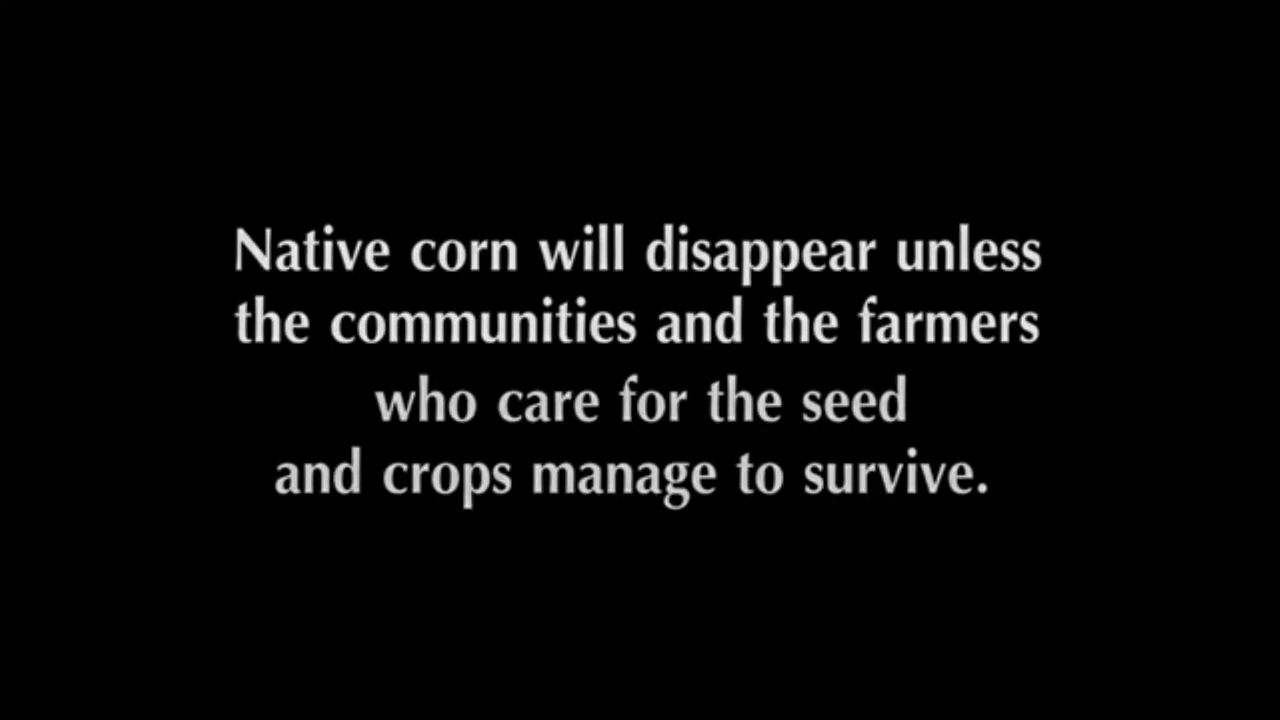 Native corn will disappear unless
the communities and the farmers
who care for the seed
and crops manage to survive.